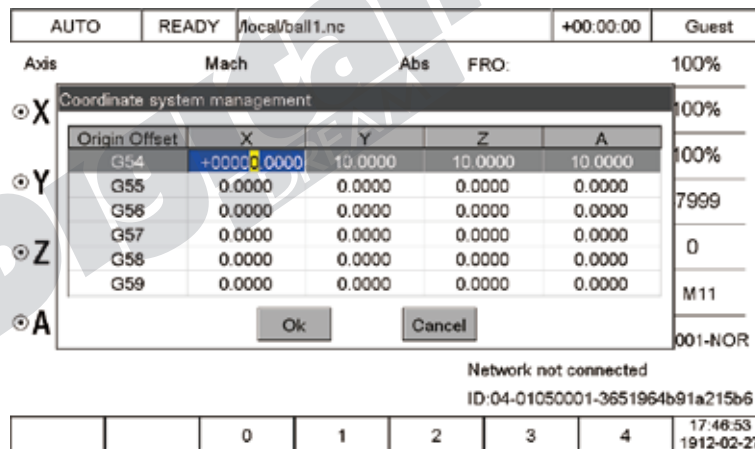 AUTO READY /local/ball1.nc +00:00:00 Guest
Axis Mach Abs FRO: 100%
X 100%
Coordinate system management
Origin Offset X Y Z A
G54 +00000.0000 10.0000 10.0000 10.0000 100%
G55 0.0000 0.0000 0.0000 0.0000
Y
G56 0.0000 0.0000 0.0000 0.0000 7999
G57 0.0000 0.0000 0.0000 0.0000
Z 0
G58 0.0000 0.0000 0.0000 0.0000
G59 0.0000 0.0000 0.0000 0.0000 M11
A Ok Cancel
001-NOR
Network not connected
ID:04-01050001-3651964b91a215b6
0 1 2 3 4 17:46:53
1912-02-27
Digital
DREAM